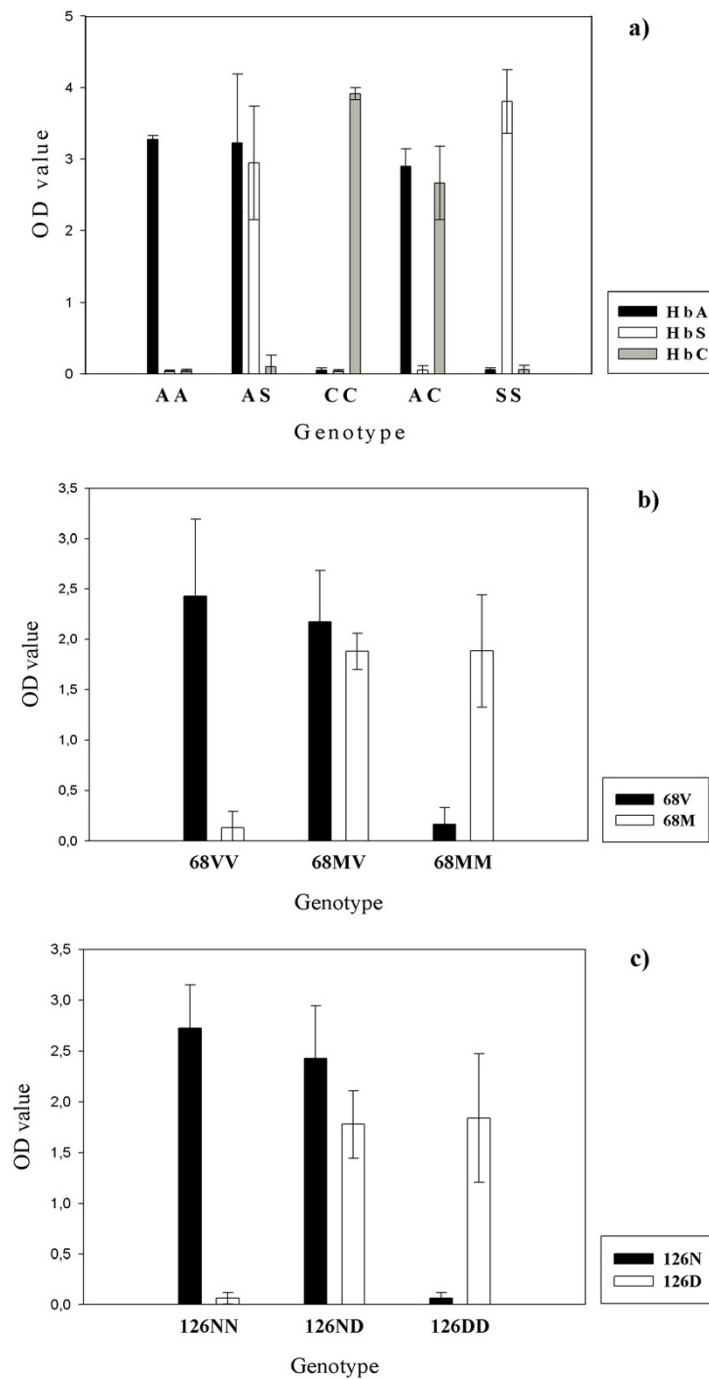 a)
5
4
3
2
1
0
OD value
AA AS CC AC SS
Genotype
HbA
HbS
HbC
b)
3,5
3,0
2,5
2,0
1,5
1,0
0,5
0,0
OD value
68VV 68MV 68MM
Genotype
68V
68M
c)
3,5
3,0
2,5
2,0
1,5
1,0
0,5
0,0
OD value
126NN 126ND 126DD
Genotype
126N
126D